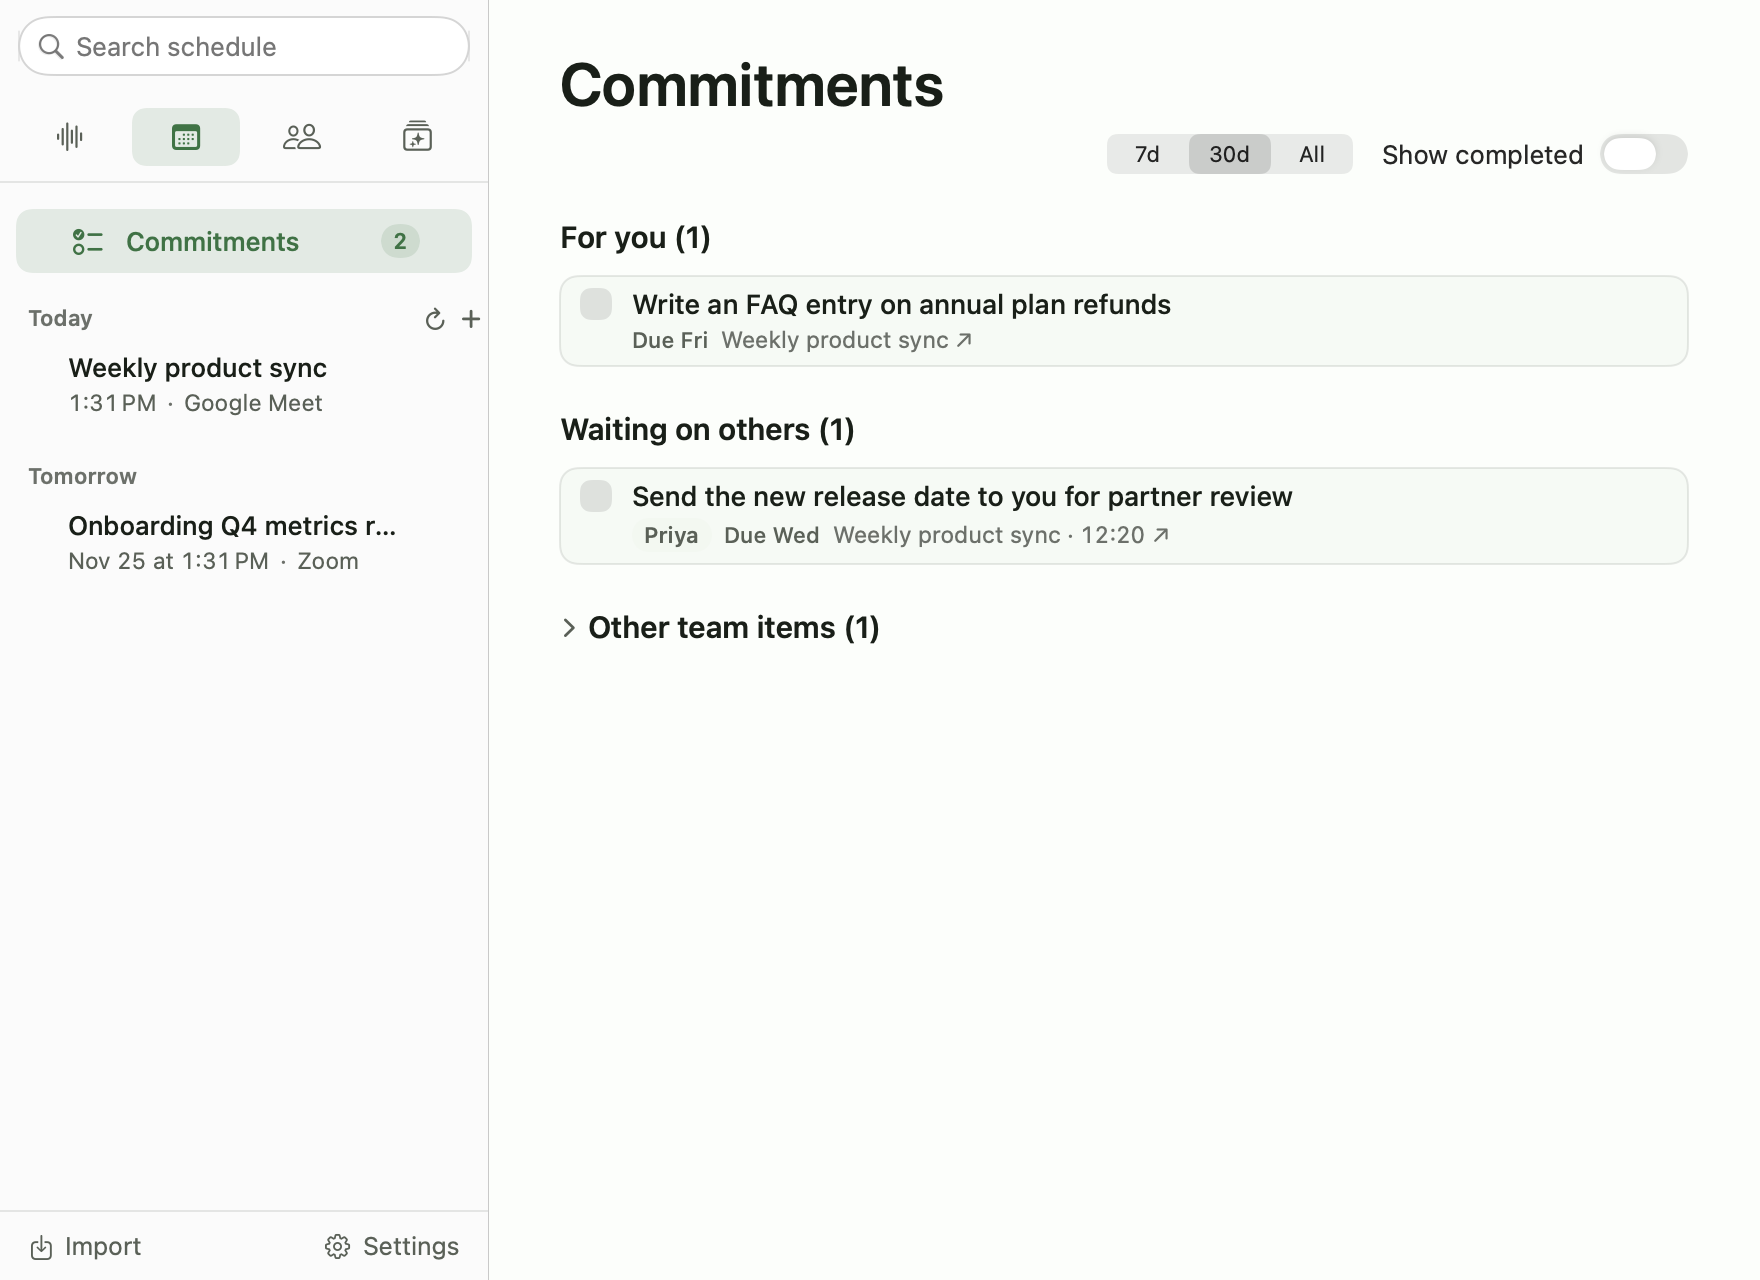 Search schedule
Commitments 2
Today
Weekly product sync
1:31 PM · Google Meet
Tomorrow
Onboarding Q4 metrics r...
Nov 25 at 1:31 PM · Zoom
Import
Settings
Commitments
7d 30d All Show completed
For you (1)
Write an FAQ entry on annual plan refunds
Due Fri Weekly product sync ↗
Waiting on others (1)
Send the new release date to you for partner review
Priya Due Wed Weekly product sync · 12:20 ↗
Other team items (1)